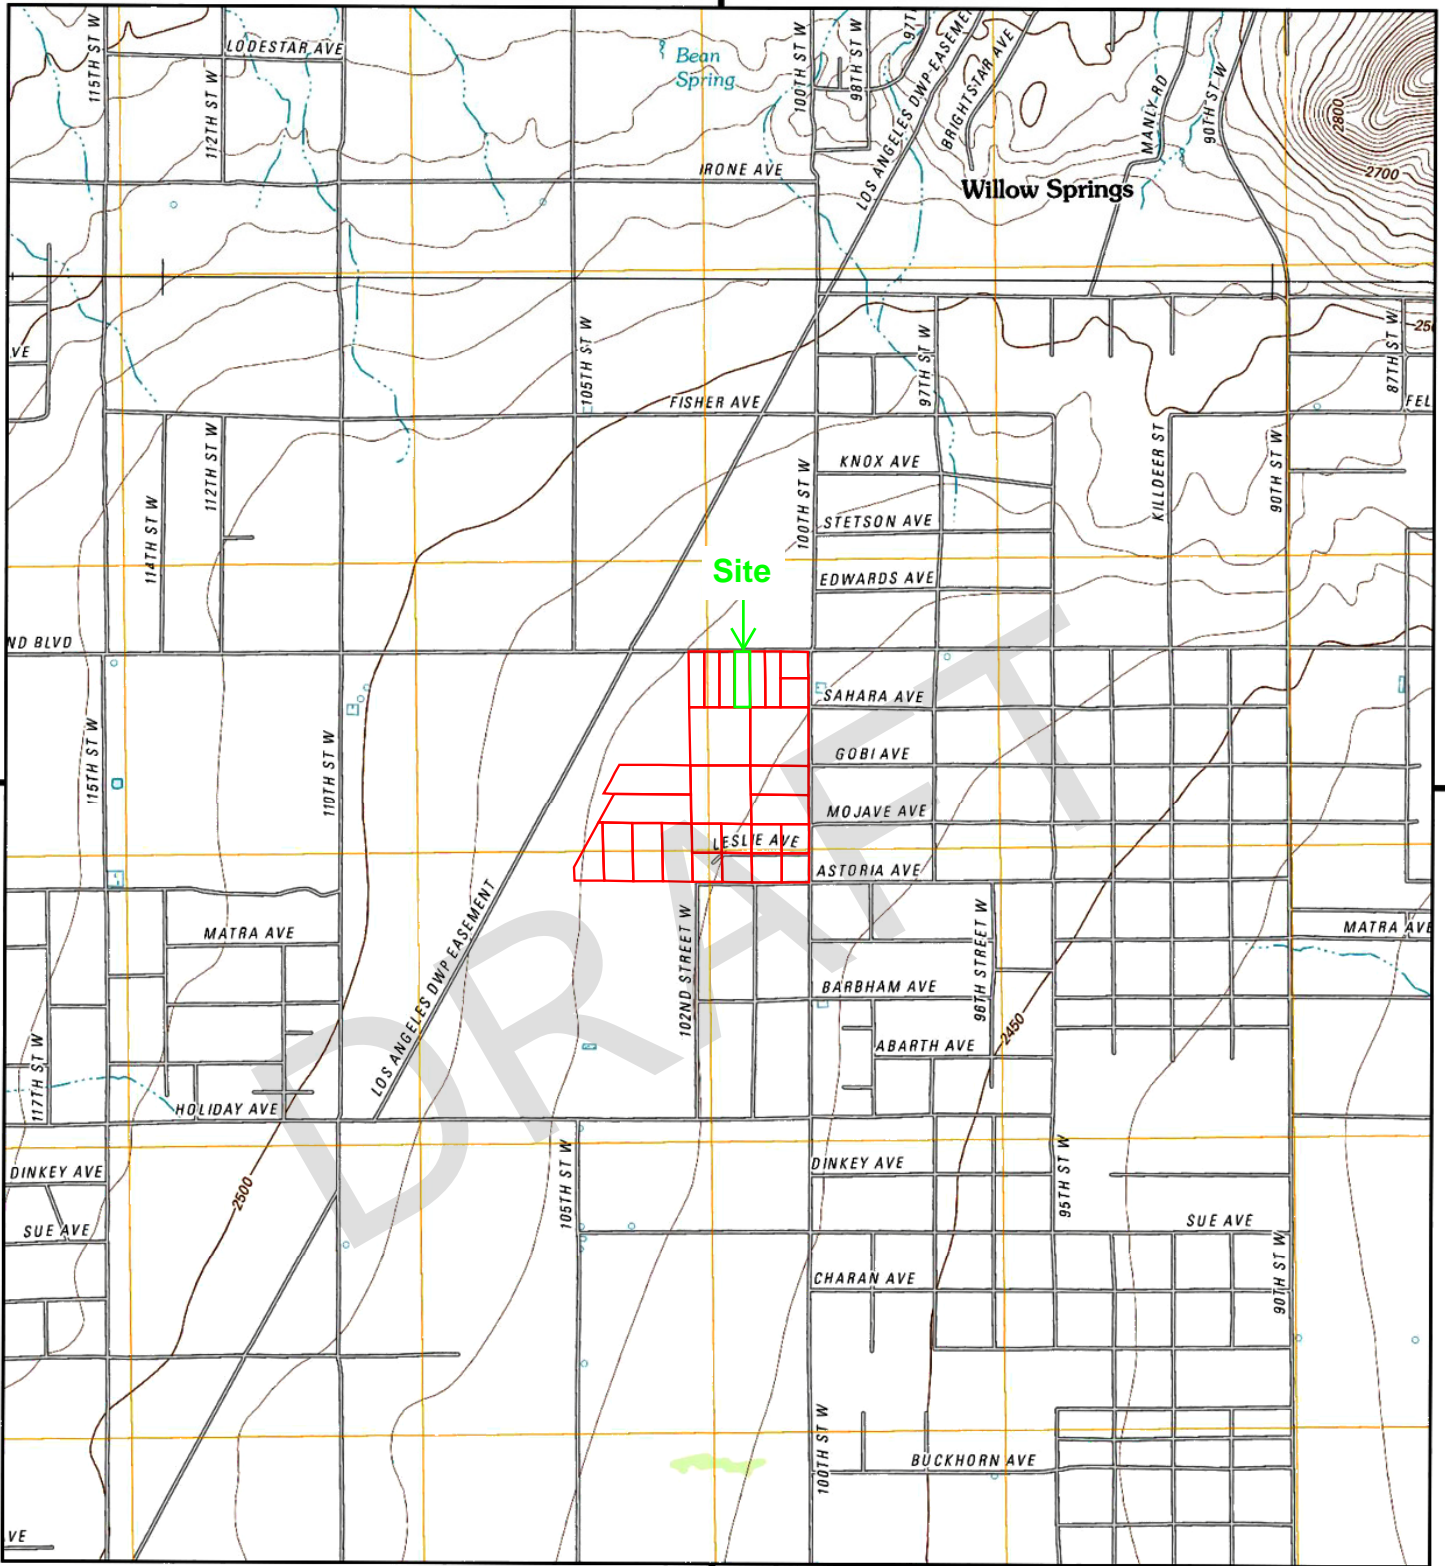 115TH ST W
LODESTAR AVE
112TH ST W
Bean
Spring
100TH ST W
98TH ST W
97TH
LOS ANGELES DWP EASEMENT
BRIGHTSTAR AVE
MANLY RD
90TH ST W
2800
2700
IRONE AVE
Willow Springs
VE
105TH ST W
97TH ST W
87TH ST W
250
FISHER AVE
FEL
112TH ST W
114TH ST W
100TH ST W
KNOX AVE
STETSON AVE
EDWARDS AVE
KILLDEER ST
90TH ST W
Site
ND BLVD
115TH ST W
110TH ST W
SAHARA AVE
GOBI AVE
MOJAVE AVE
LESLIE AVE
ASTORIA AVE
MATRA AVE
LOS ANGELES DWP EASEMENT
102ND STREET W
96TH STREET W
MATRA AVE
BARBHAM AVE
ABARTH AVE
2450
117TH ST W
HOLIDAY AVE
DINKEY AVE
2500
105TH ST W
DINKEY AVE
95TH ST W
SUE AVE
SUE AVE
CHARAN AVE
90TH ST W
100TH ST W
BUCKHORN AVE
VE
DRAFT